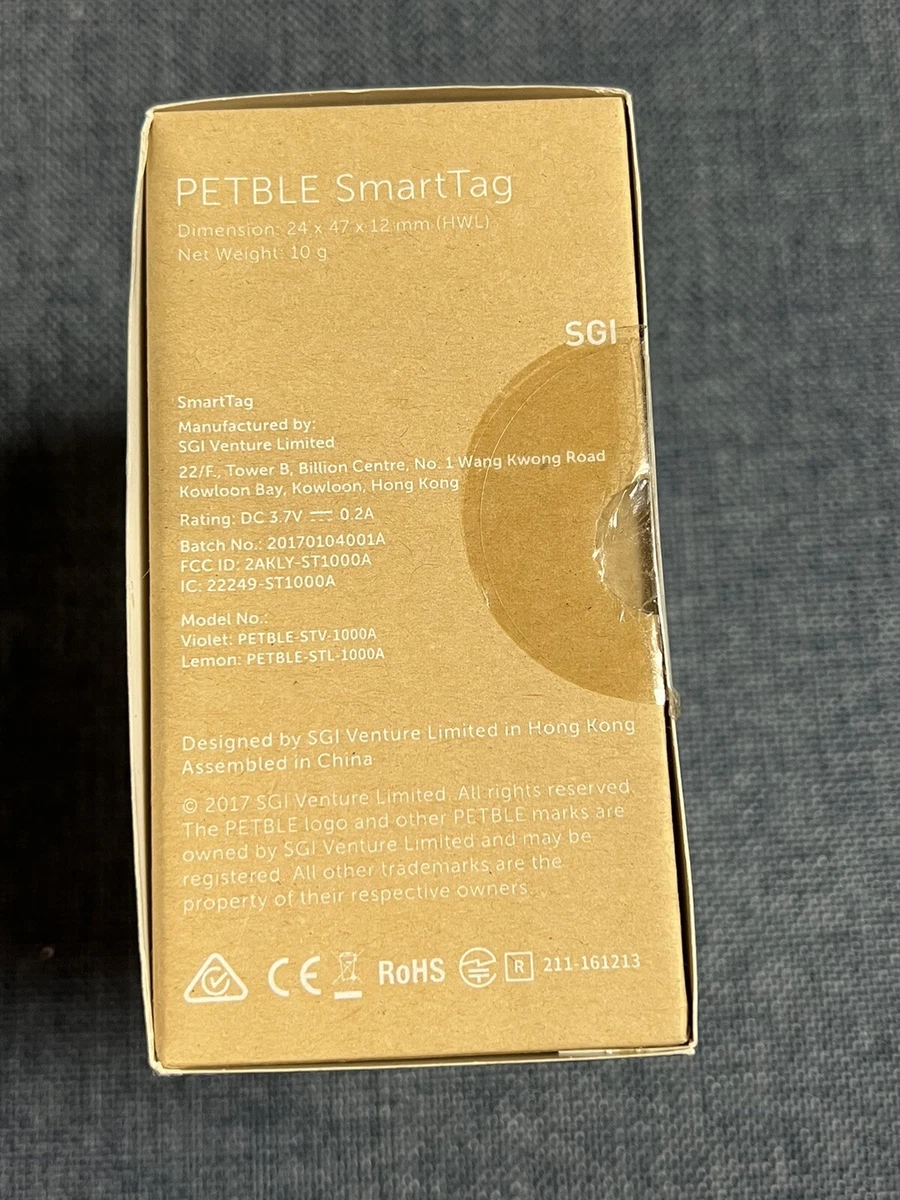 PETBLE SmartTag
Dimension: 24 x 47 x 12 mm (HWL)
Net Weight: 10 g
SGI
SmartTag
Manufactured by:
SGI Venture Limited
22/F., Tower B, Billion Centre, No. 1 Wang Kwong Road
Kowloon Bay, Kowloon, Hong Kong
Rating: DC 3.7V ⎓ 0.2A
Batch No.: 20170104001A
FCC ID: 2AKLY-ST1000A
IC: 22249-ST1000A
Model No.:
Violet: PETBLE-STV-1000A
Lemon: PETBLE-STL-1000A
Designed by SGI Venture Limited in Hong Kong
Assembled in China
© 2017 SGI Venture Limited. All rights reserved.
The PETBLE logo and other PETBLE marks are
owned by SGI Venture Limited and may be
registered. All other trademarks are the
property of their respective owners.
CE RoHS R 211-161213